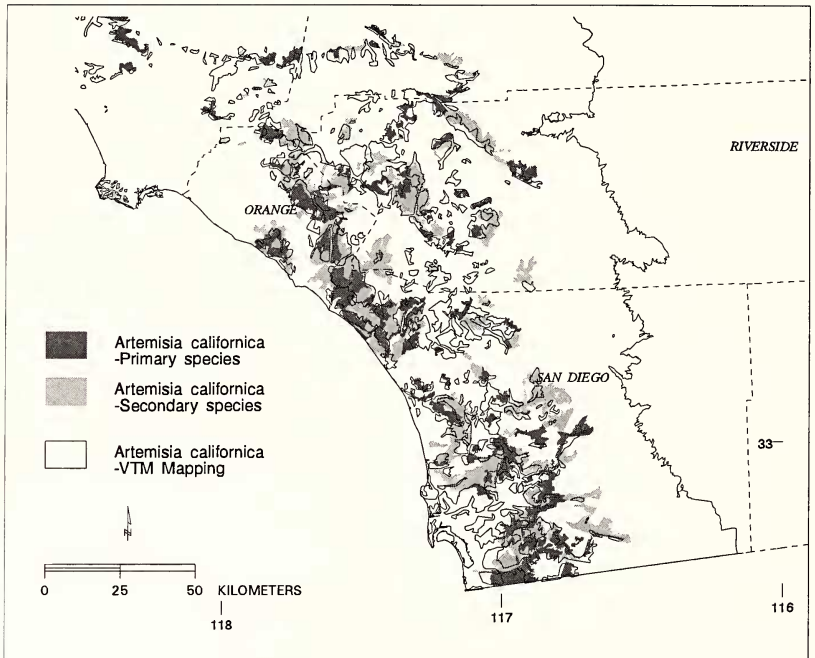 RIVERSIDE
ORANGE
Artemisia californica
-Primary species
Artemisia californica
-Secondary species
SAN DIEGO
Artemisia californica
-VTM Mapping
33
N
0 25 50 KILOMETERS
118
117
116